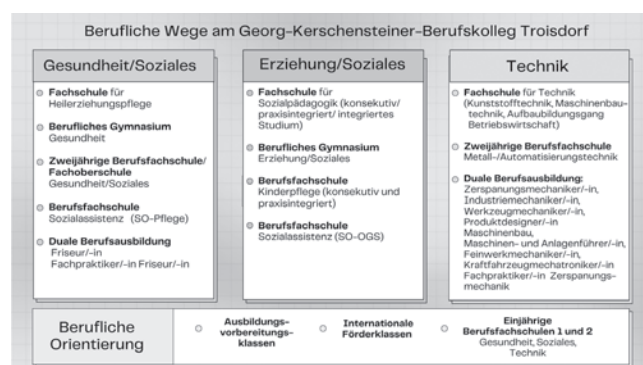 Berufliche Wege am Georg-Kerschensteiner-Berufskolleg Troisdorf
Gesundheit/Soziales
Fachschule für
Heilerziehungspflege
Berufliches Gymnasium
Gesundheit
Zweijährige Berufsfachschule/
Fachoberschule
Gesundheit/Soziales
Berufsfachschule
Sozialassistenz (SO-Pflege)
Duale Berufsausbildung
Friseur/-in
Fachpraktiker/-in Friseur/-in
Erziehung/Soziales
Fachschule für
Sozialpädagogik (konsekutiv/
praxisintegriert/ integriertes
Studium)
Berufliches Gymnasium
Erziehung/Soziales
Berufsfachschule
Kinderpflege (konsekutiv und
praxisintegriert)
Berufsfachschule
Sozialassistenz (SO-OGS)
Technik
Fachschule für Technik
(Kunststofftechnik, Maschinenbau-
technik, Aufbaubildungsgang
Betriebswirtschaft)
Zweijährige Berufsfachschule
Metall-/Automatisierungstechnik
Duale Berufsausbildung:
Zerspanungsmechaniker/-in,
Industriemechaniker/-in,
Werkzeugmechaniker/-in,
Produktdesigner/-in
Maschinenbau,
Maschinen- und Anlagenführer/-in,
Feinwerkmechaniker/-in,
Kraftfahrzeugmechatroniker/-in
Fachpraktiker/-in Zerspanungs-
mechanik
Berufliche
Orientierung
Ausbildungs-
vorbereitungs-
klassen
Internationale
Förderklassen
Einjährige
Berufsfachschulen 1 und 2
Gesundheit, Soziales,
Technik